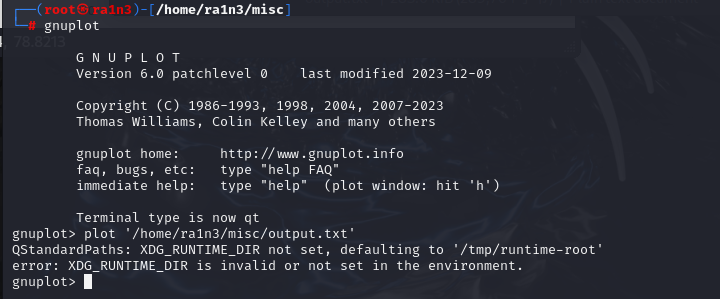 ┌──(root㉿ra1n3)-[/home/ra1n3/misc]
└─# gnuplot
78.8213
G N U P L O T
Version 6.0 patchlevel 0    last modified 2023-12-09
Copyright (C) 1986-1993, 1998, 2004, 2007-2023
Thomas Williams, Colin Kelley and many others
gnuplot home:     http://www.gnuplot.info
faq, bugs, etc:   type "help FAQ"
immediate help:   type "help"  (plot window: hit 'h')
Terminal type is now qt
gnuplot> plot '/home/ra1n3/misc/output.txt'
QStandardPaths: XDG_RUNTIME_DIR not set, defaulting to '/tmp/runtime-root'
error: XDG_RUNTIME_DIR is invalid or not set in the environment.
gnuplot>